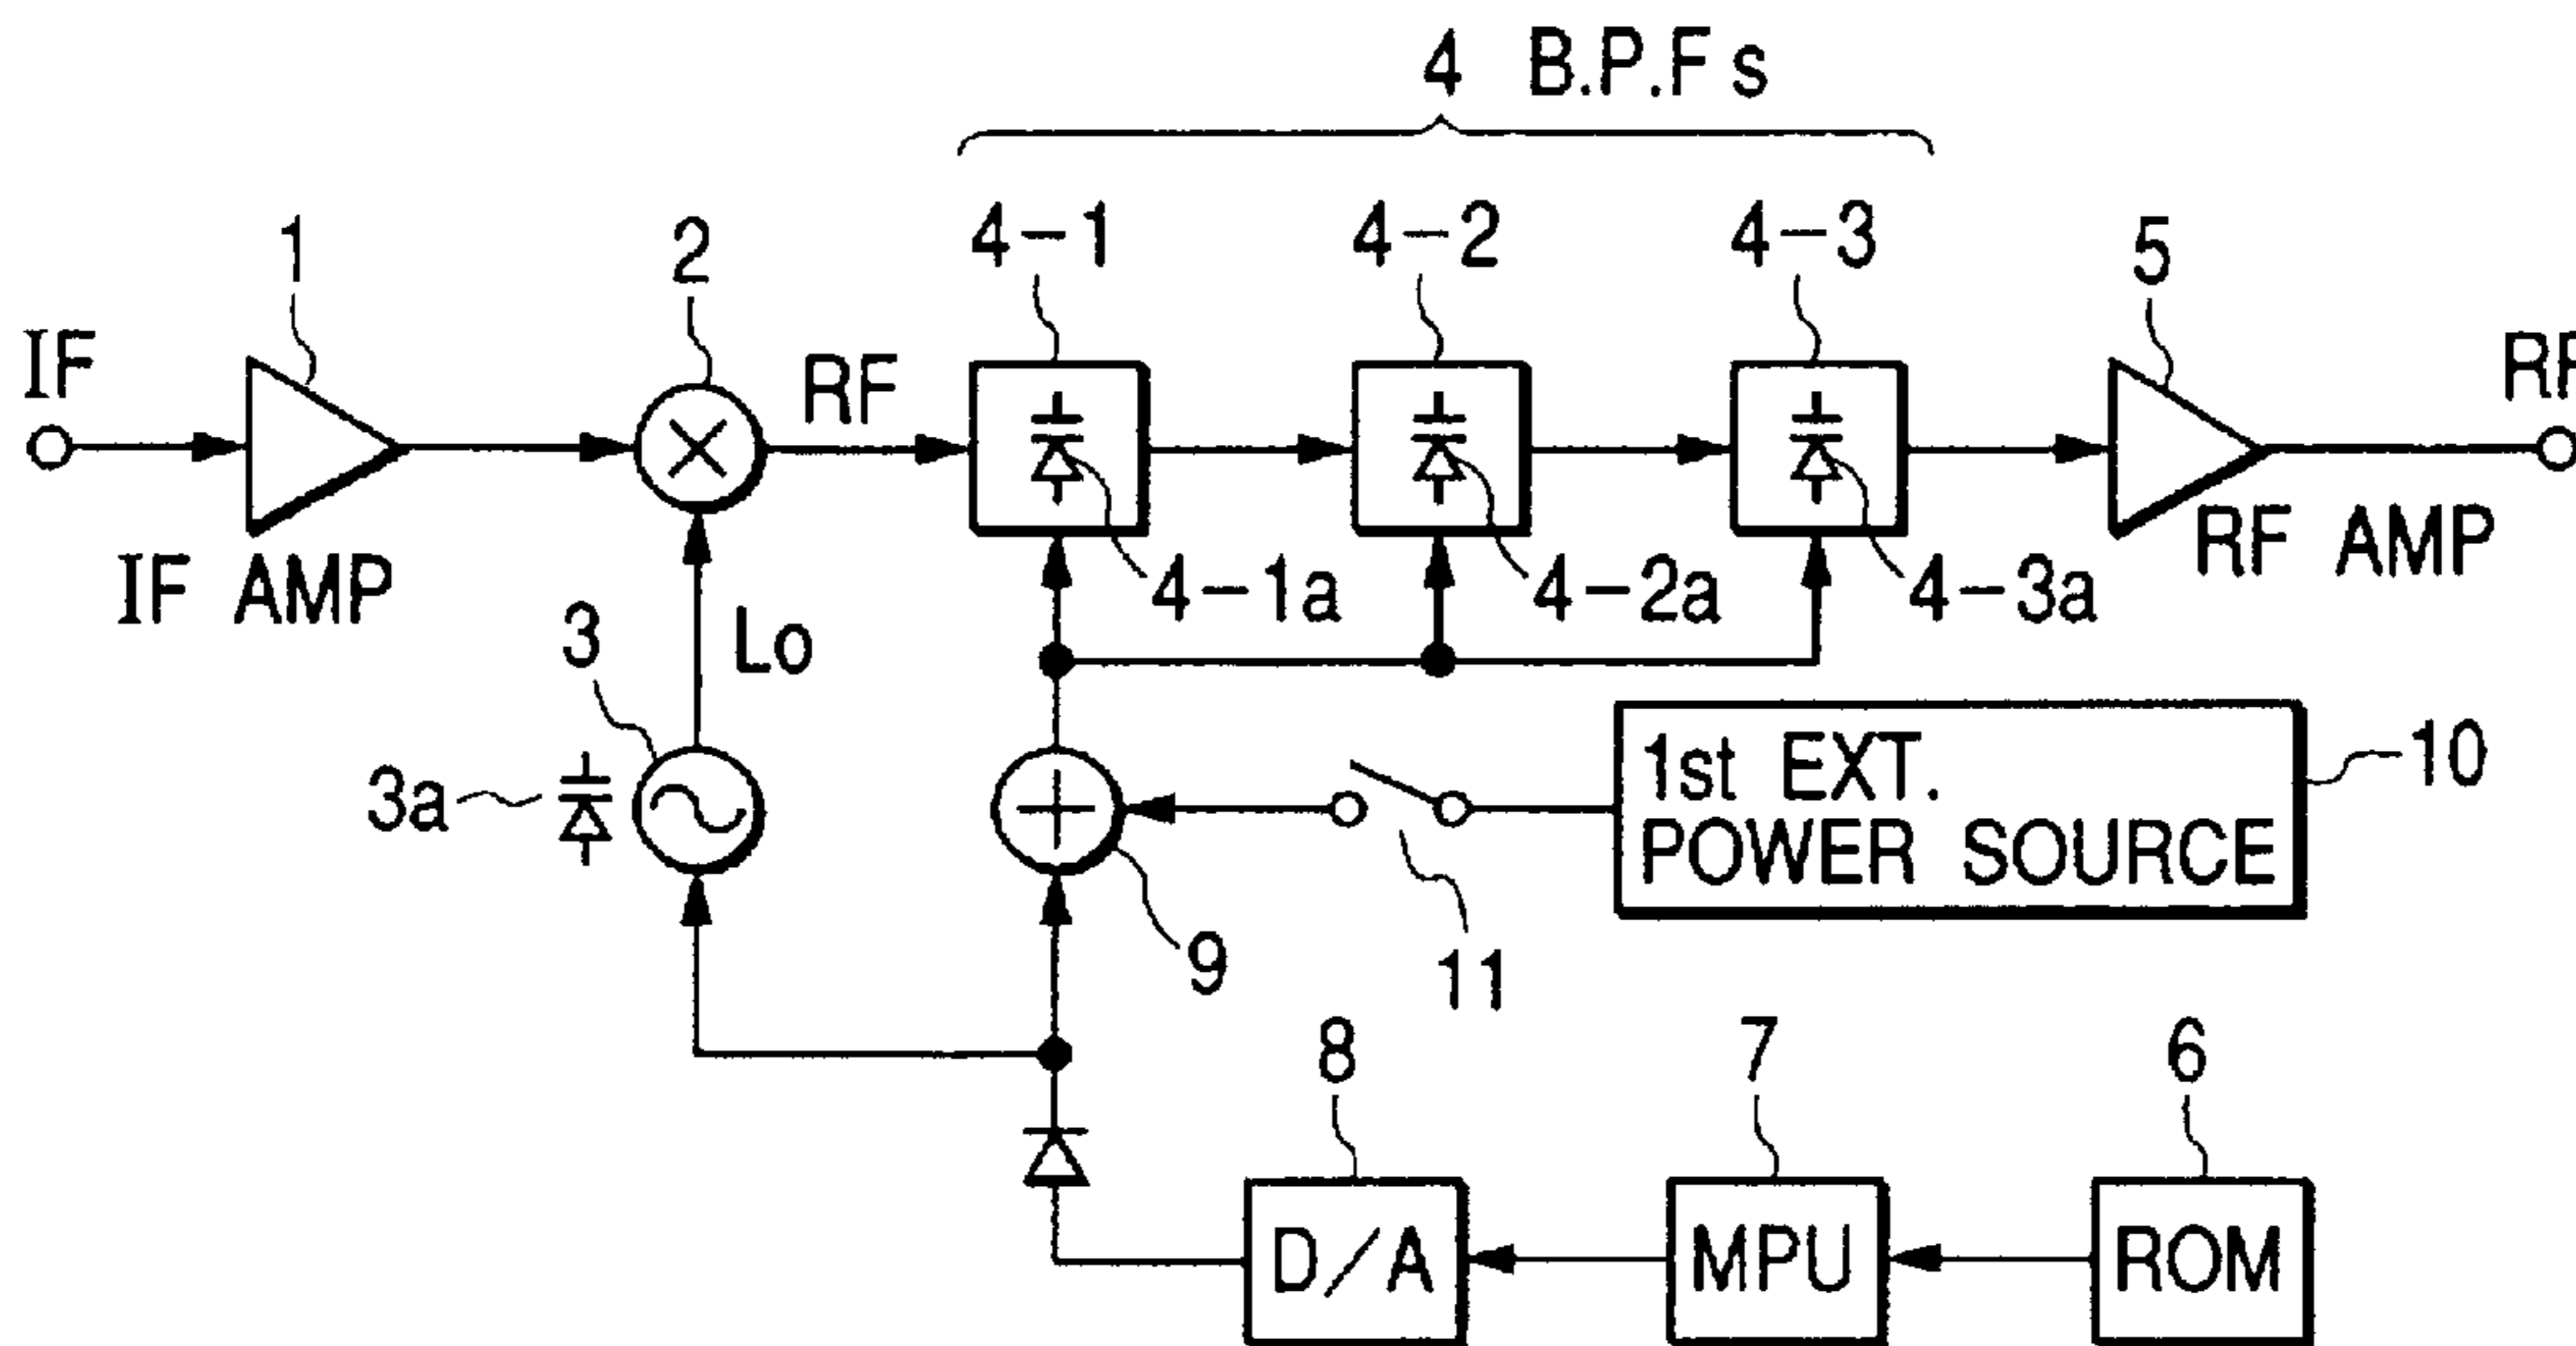 4 B.P.F s
1
2
4-1
4-2
4-3
5
IF
RF
RF
IF AMP
4-1a
4-2a
4-3a
RF AMP
3
Lo
3a
1st EXT.
POWER SOURCE
10
9
11
8
7
6
D/A
MPU
ROM